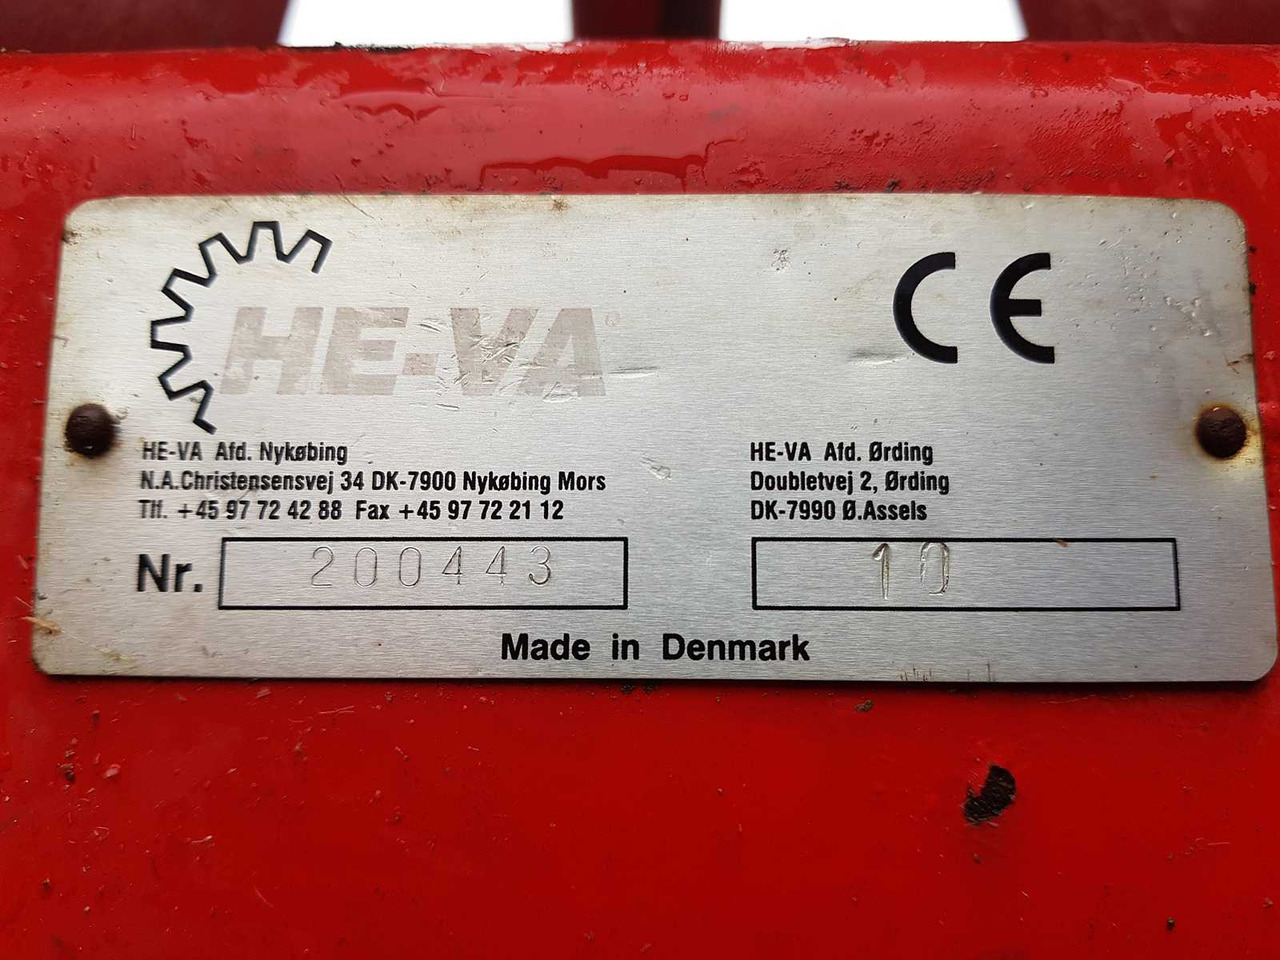 HE-VA®
CE
HE-VA Afd. Nykøbing
N.A.Christensensvej 34 DK-7900 Nykøbing Mors
Tlf. +45 97 72 42 88 Fax +45 97 72 21 12
HE-VA Afd. Ørding
Doubletvej 2, Ørding
DK-7990 Ø.Assels
Nr. 200443
10
Made in Denmark